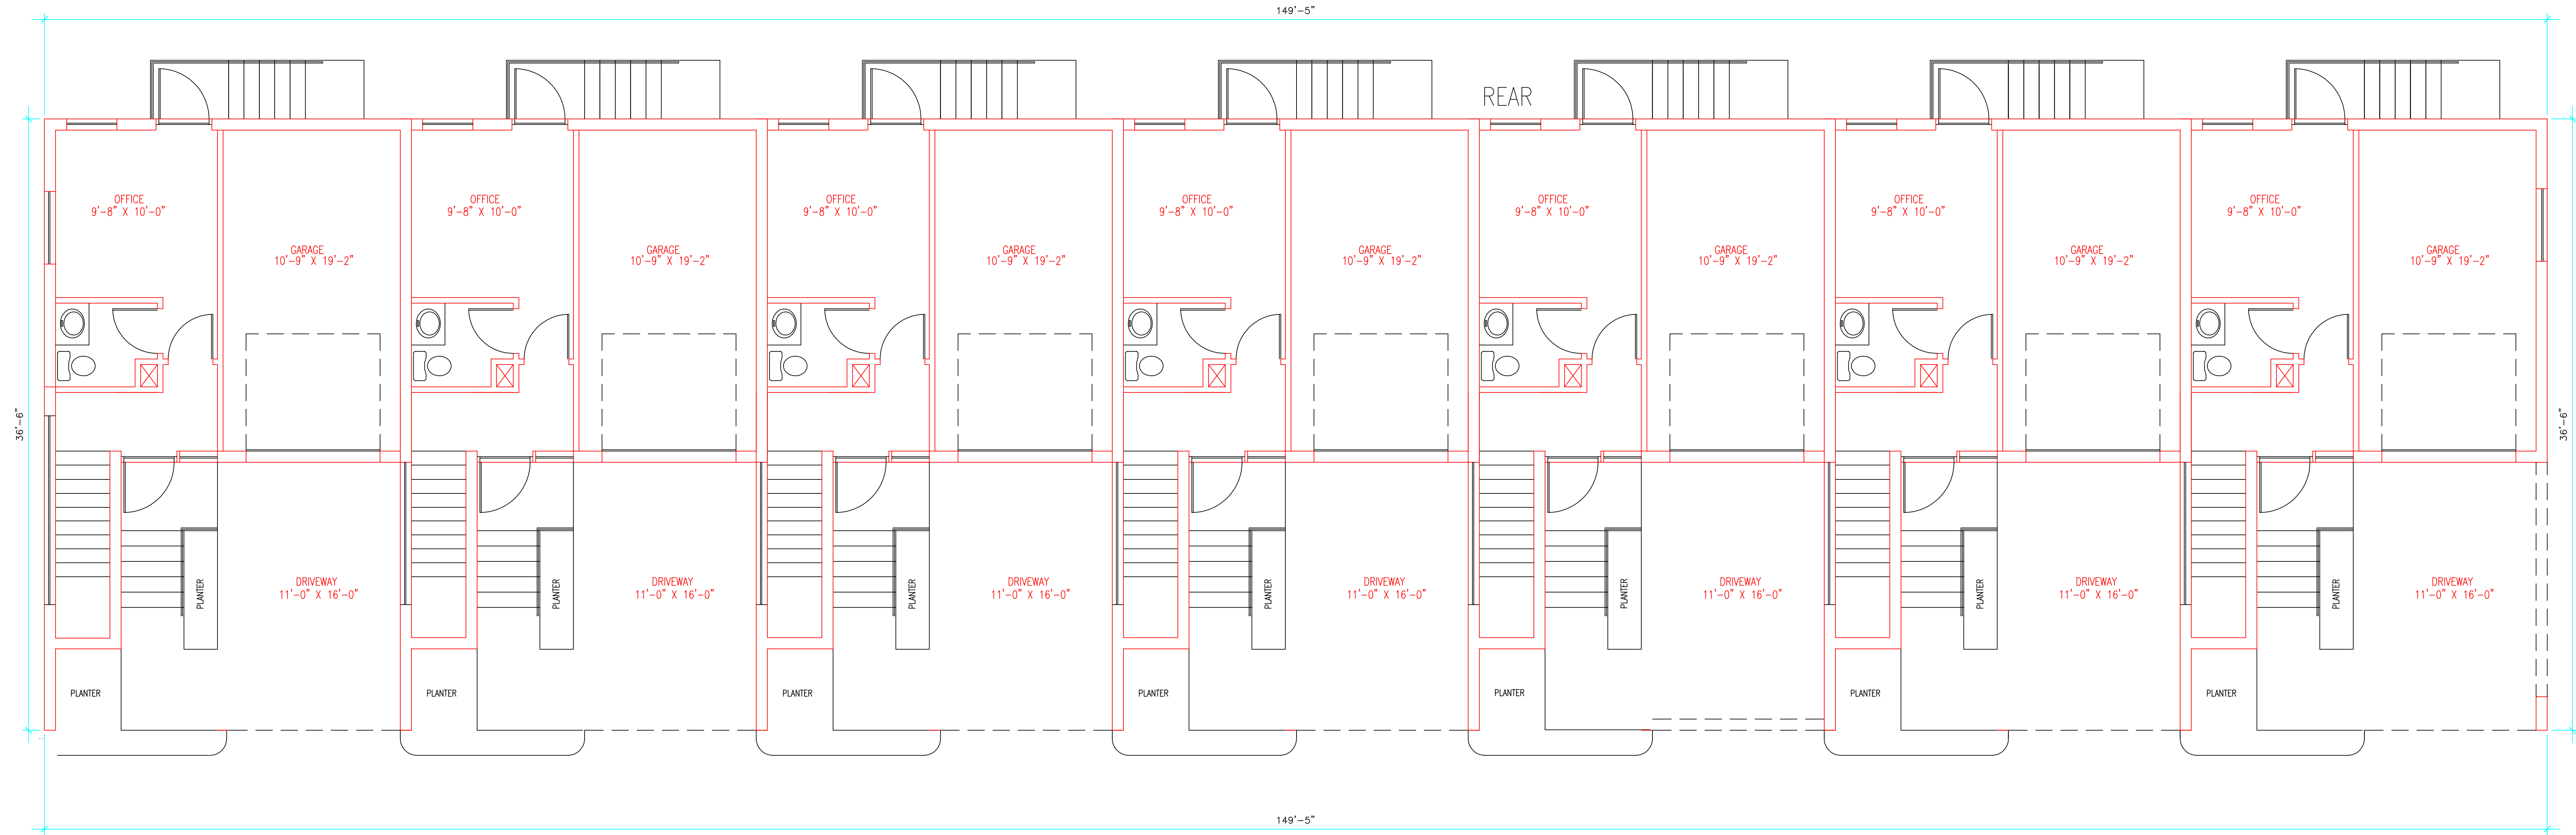 149'-5"
REAR
OFFICE
9'-8" X 10'-0"
OFFICE
9'-8" X 10'-0"
OFFICE
9'-8" X 10'-0"
OFFICE
9'-8" X 10'-0"
OFFICE
9'-8" X 10'-0"
OFFICE
9'-8" X 10'-0"
OFFICE
9'-8" X 10'-0"
GARAGE
10'-9" X 19'-2"
GARAGE
10'-9" X 19'-2"
GARAGE
10'-9" X 19'-2"
GARAGE
10'-9" X 19'-2"
GARAGE
10'-9" X 19'-2"
GARAGE
10'-9" X 19'-2"
GARAGE
10'-9" X 19'-2"
36'-6"
36'-6"
PLANTER
DRIVEWAY
11'-0" X 16'-0"
PLANTER
DRIVEWAY
11'-0" X 16'-0"
PLANTER
DRIVEWAY
11'-0" X 16'-0"
PLANTER
DRIVEWAY
11'-0" X 16'-0"
PLANTER
DRIVEWAY
11'-0" X 16'-0"
PLANTER
DRIVEWAY
11'-0" X 16'-0"
PLANTER
DRIVEWAY
11'-0" X 16'-0"
PLANTER
PLANTER
PLANTER
PLANTER
PLANTER
PLANTER
PLANTER
149'-5"